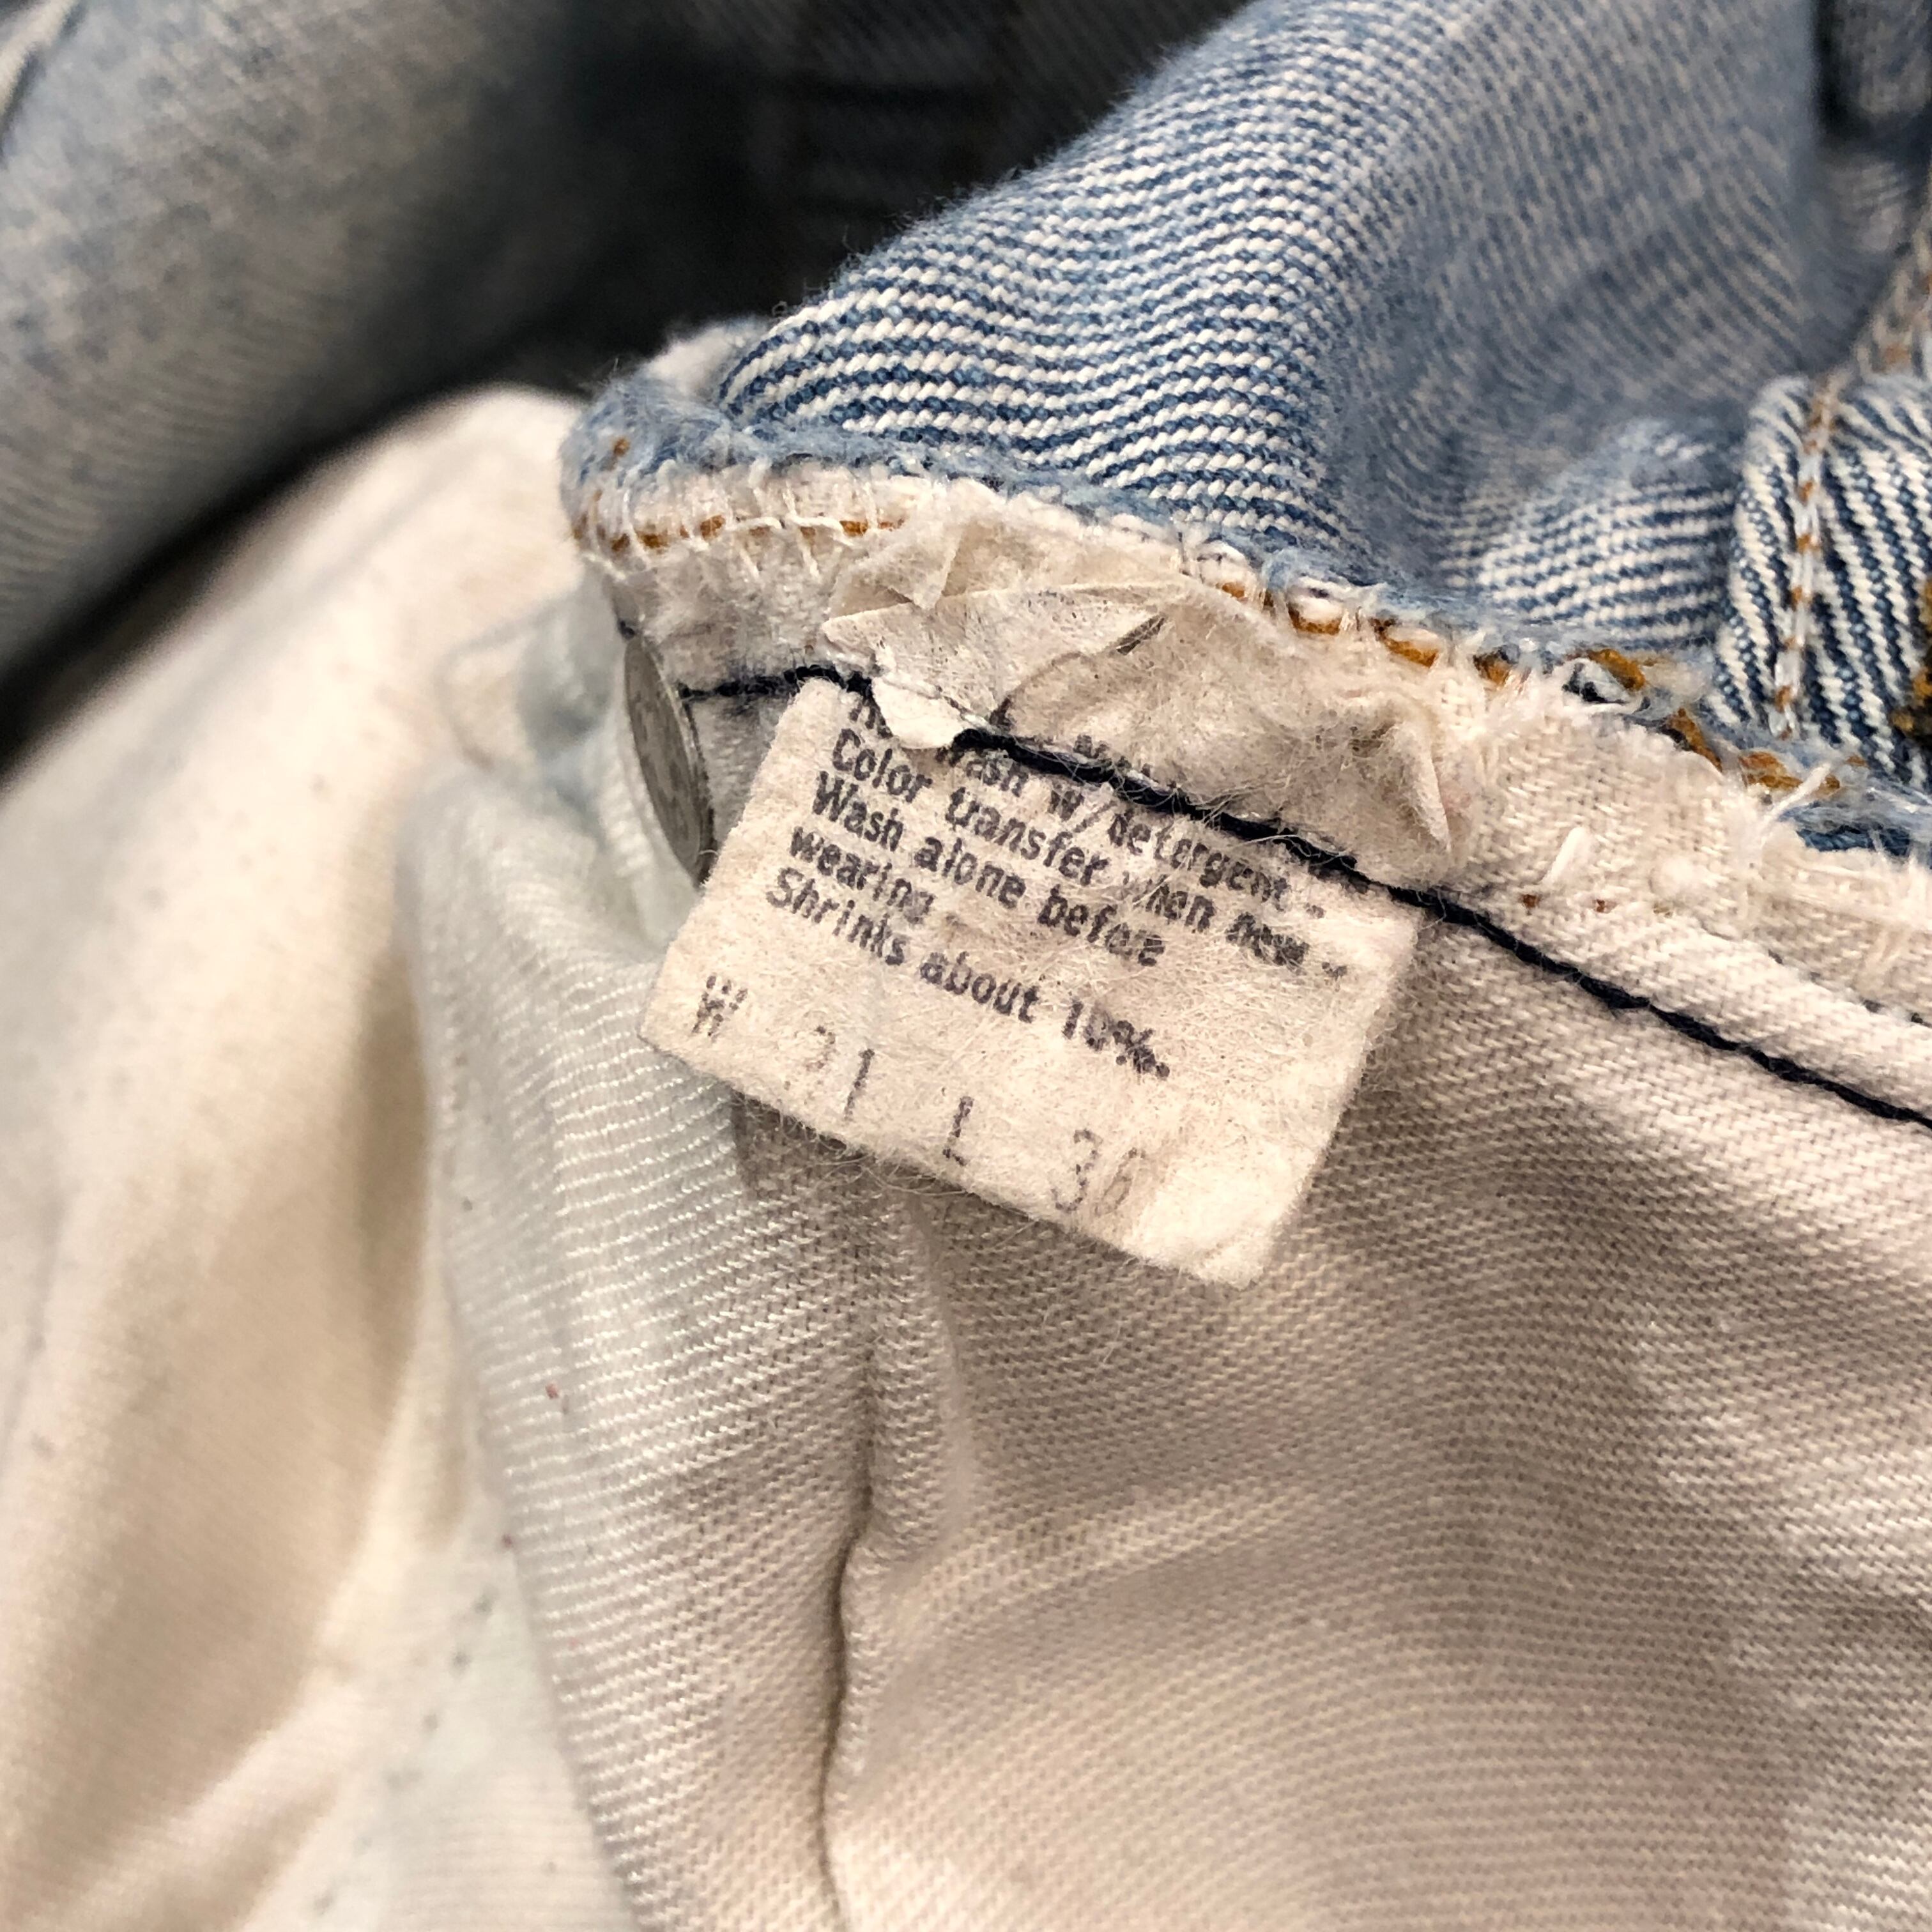 Wash w/detergent -
Color transfer when new -
Wash alone before
wearing
Shrinks about 10%.
W 31 L 30